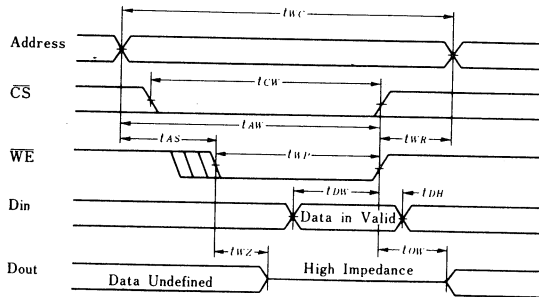 tWC
Address
tCW
CS
tAW
tAS
tWR
WE
tWP
tDW
tDH
Din
Data in Valid
tWZ
tOW
Dout
Data Undefined
High Impedance